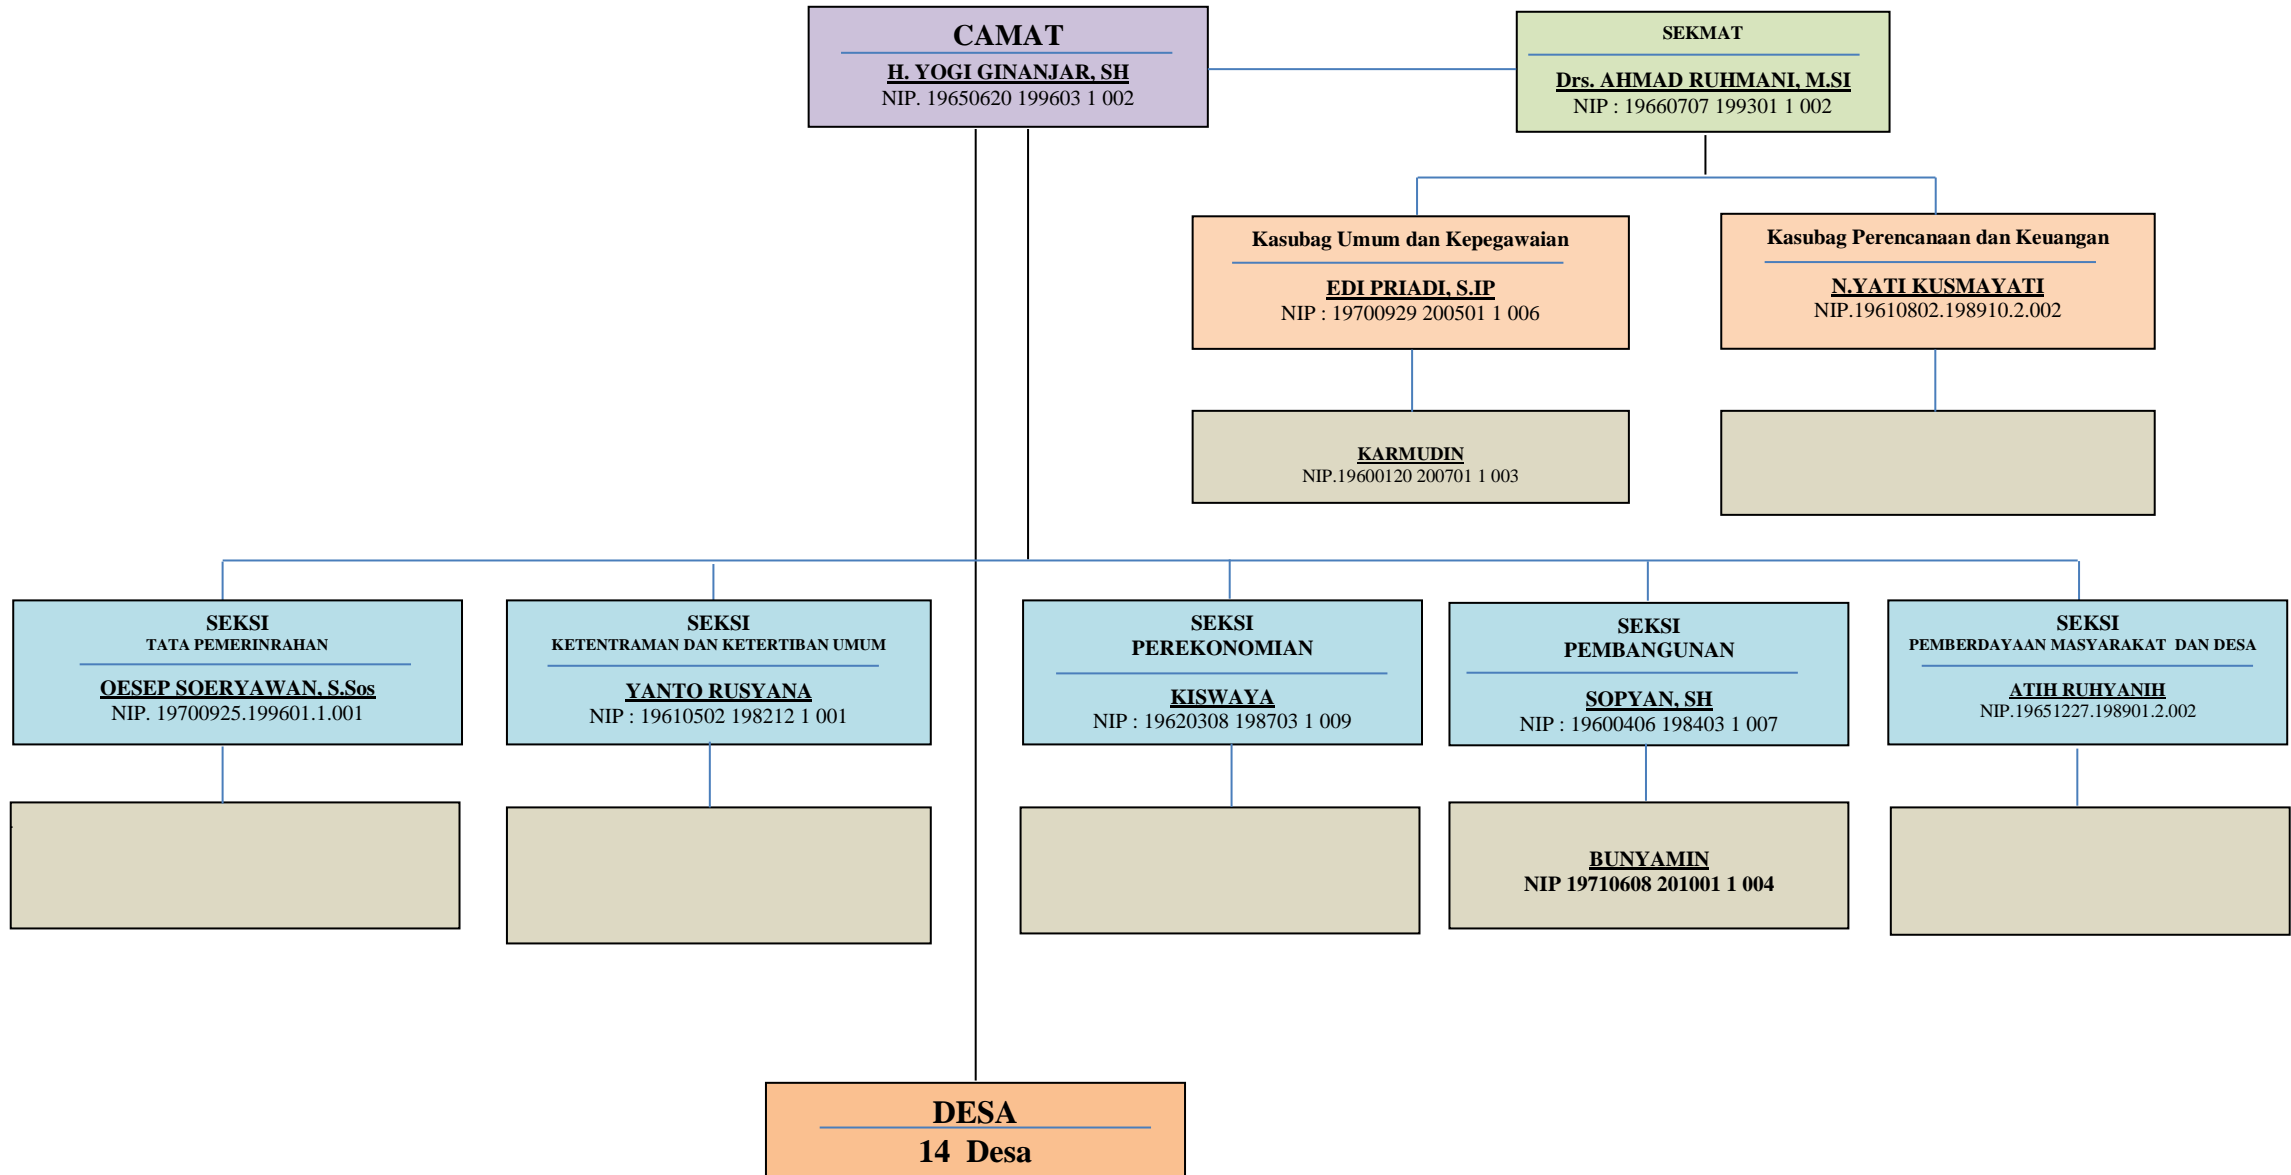 CAMAT
H. YOGI GINANJAR, SH
NIP. 19650620 199603 1 002
SEKMAT
Drs. AHMAD RUHMANI, M.SI
NIP : 19660707 199301 1 002
Kasubag Umum dan Kepegawaian
EDI PRIADI, S.IP
NIP : 19700929 200501 1 006
Kasubag Perencanaan dan Keuangan
N.YATI KUSMAYATI
NIP.19610802.198910.2.002
KARMUDIN
NIP.19600120 200701 1 003
SEKSI
TATA PEMERINRAHAN
OESEP SOERYAWAN, S.Sos
NIP. 19700925.199601.1.001
SEKSI
KETENTRAMAN DAN KETERTIBAN UMUM
YANTO RUSYANA
NIP : 19610502 198212 1 001
SEKSI
PEREKONOMIAN
KISWAYA
NIP : 19620308 198703 1 009
SEKSI
PEMBANGUNAN
SOPYAN, SH
NIP : 19600406 198403 1 007
SEKSI
PEMBERDAYAAN MASYARAKAT DAN DESA
ATIH RUHYANIH
NIP.19651227.198901.2.002
BUNYAMIN
NIP 19710608 201001 1 004
DESA
14 Desa